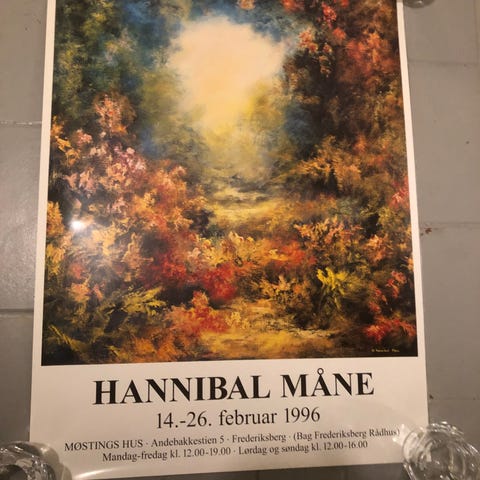 HANNIBAL MÅNE
14.-26. februar 1996
MØSTINGS HUS · Andebakkestien 5 · Frederiksberg · (Bag Frederiksberg Rådhus)
Mandag-fredag kl. 12.00-19.00 · Lørdag og søndag kl. 12.00-16.00